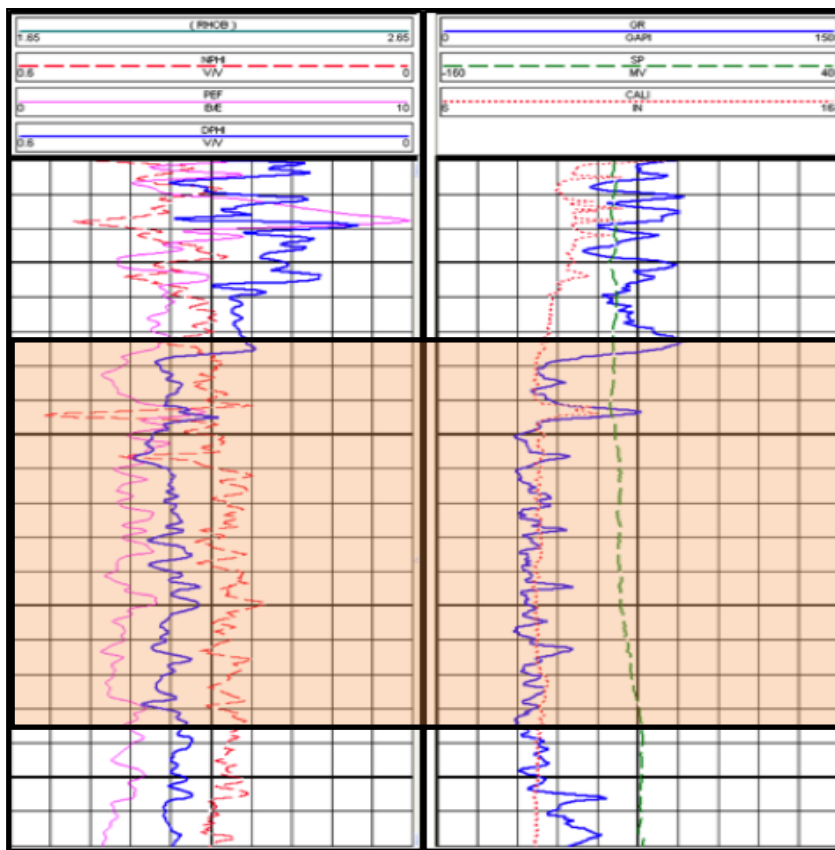 ( RHOB )
1.65 2.65
NPHI
0.6 V/V 0
PEF
0 B/E 10
DPHI
0.6 V/V 0
GR
0 GAPI 150
SP
-160 MV 40
CALI
6 IN 16